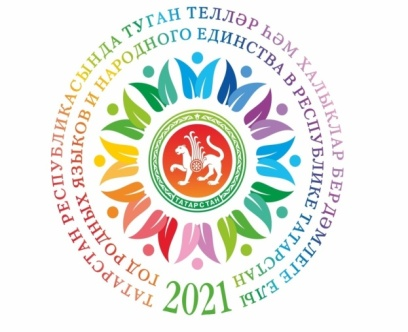 ТАТАРСТАН РЕСПУБЛИКАСЫНДА ТУГАН ТЕЛЛӘР ҺӘМ ХАЛЫКЛАР БЕРДӘМЛЕГЕ ЕЛЫ
ГОД РОДНЫХ ЯЗЫКОВ И НАРОДНОГО ЕДИНСТВА В РЕСПУБЛИКЕ ТАТАРСТАН
ТАТАРСТАН
2021